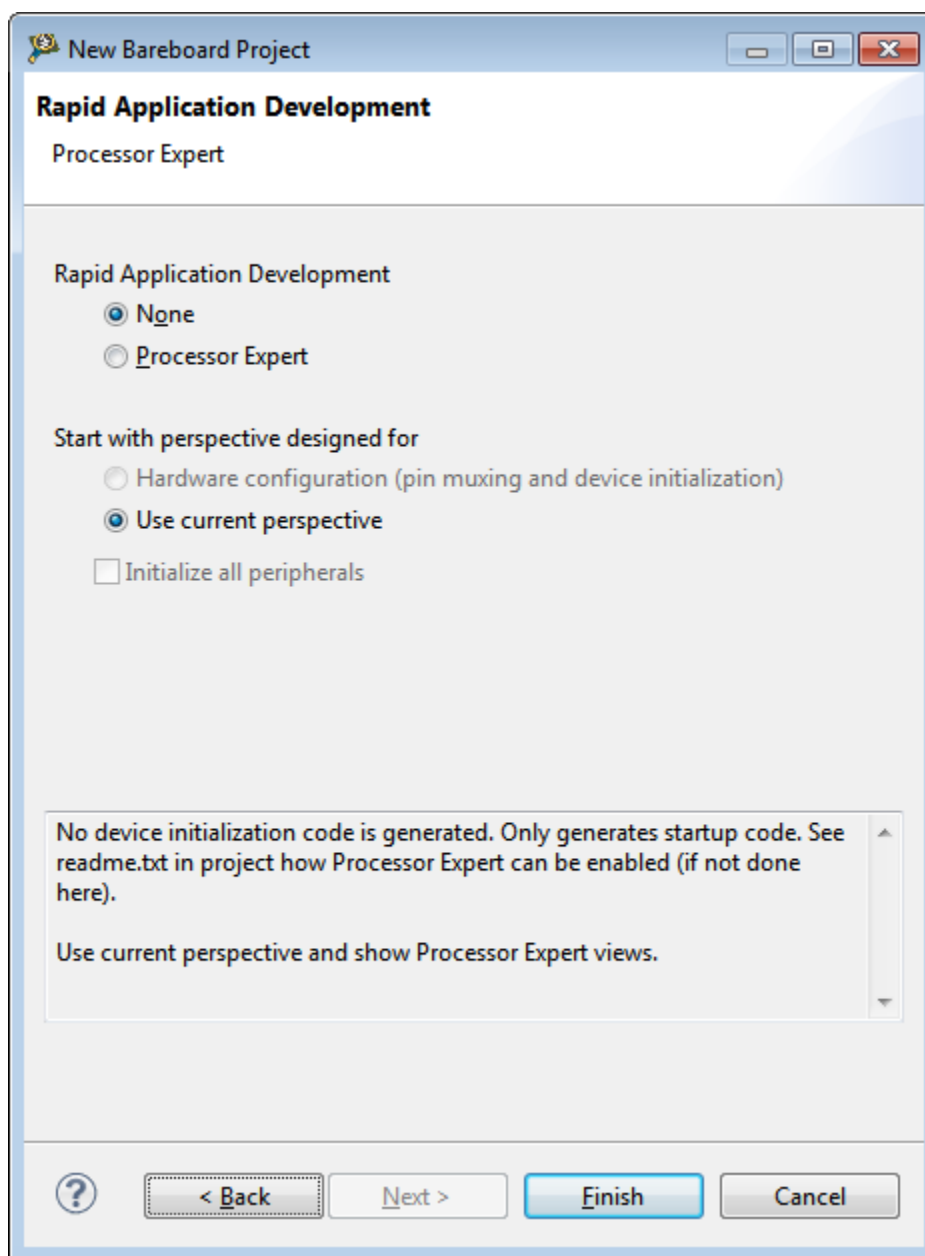 New Bareboard Project
Rapid Application Development
Processor Expert
Rapid Application Development
None
Processor Expert
Start with perspective designed for
Hardware configuration (pin muxing and device initialization)
Use current perspective
Initialize all peripherals
No device initialization code is generated. Only generates startup code. See
readme.txt in project how Processor Expert can be enabled (if not done
here).
Use current perspective and show Processor Expert views.
?
< Back
Next >
Finish
Cancel